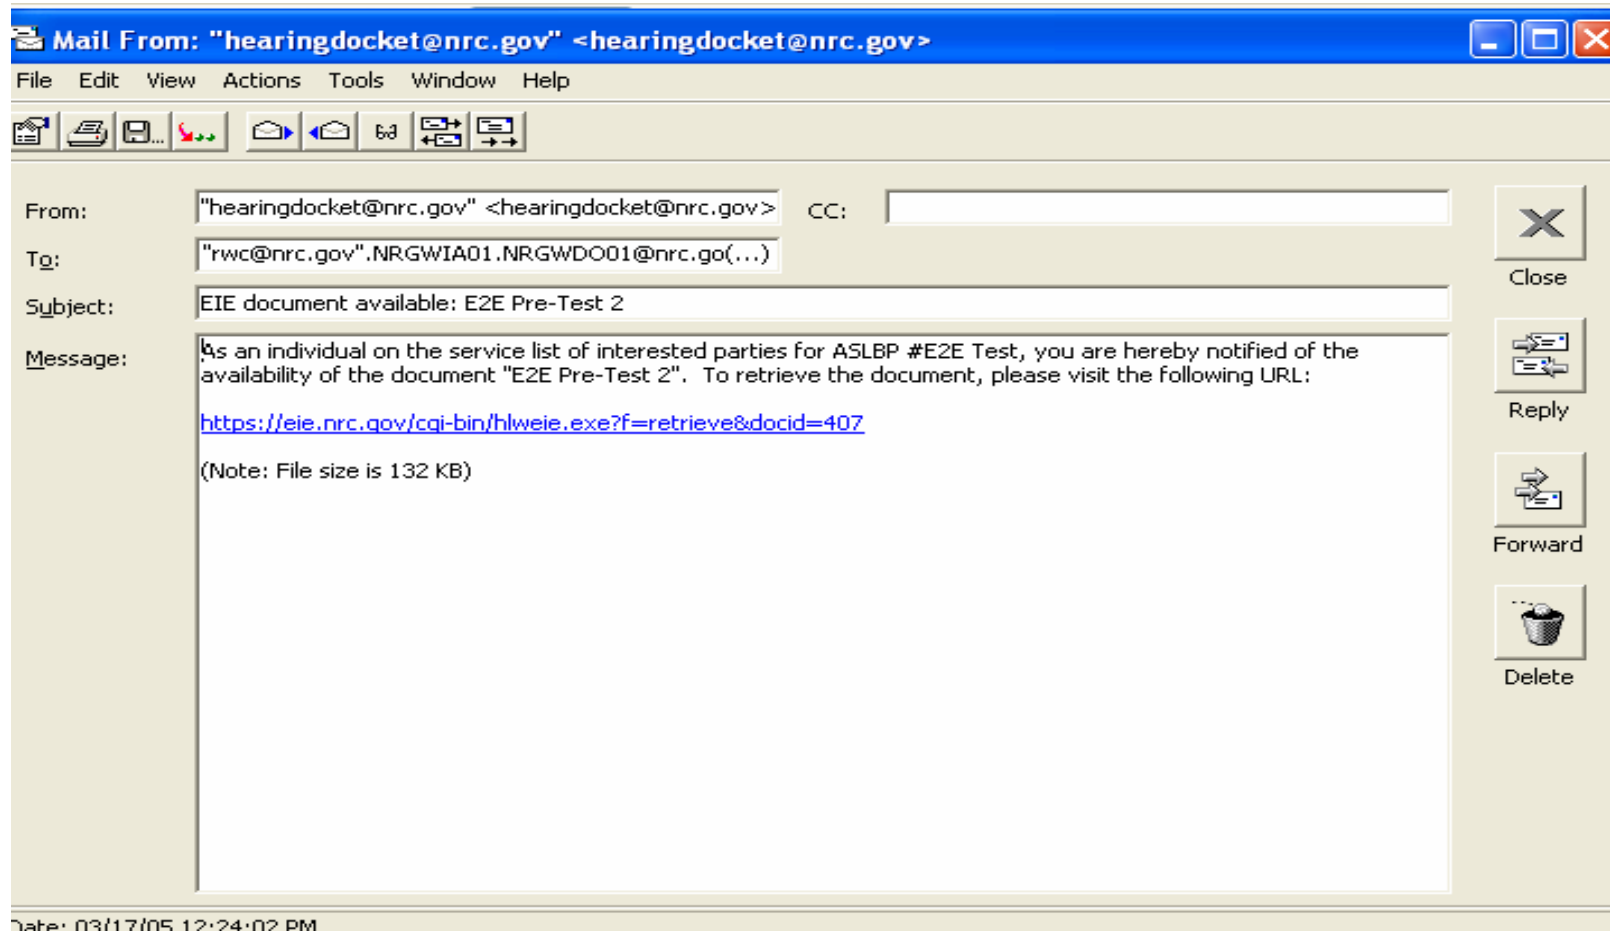 Mail From: "hearingdocket@nrc.gov" <hearingdocket@nrc.gov>
File Edit View Actions Tools Window Help
From: "hearingdocket@nrc.gov" <hearingdocket@nrc.gov> CC:
To: "rwc@nrc.gov".NRGWIA01.NRGWDO01@nrc.go(...)
Close
Subject: EIE document available: E2E Pre-Test 2
Message: As an individual on the service list of interested parties for ASLBP #E2E Test, you are hereby notified of the
availability of the document "E2E Pre-Test 2".  To retrieve the document, please visit the following URL:
Reply
https://eie.nrc.gov/cgi-bin/hlweie.exe?f=retrieve&docid=407
(Note: File size is 132 KB)
Forward
Delete
Date: 03/17/05 12:24:02 PM